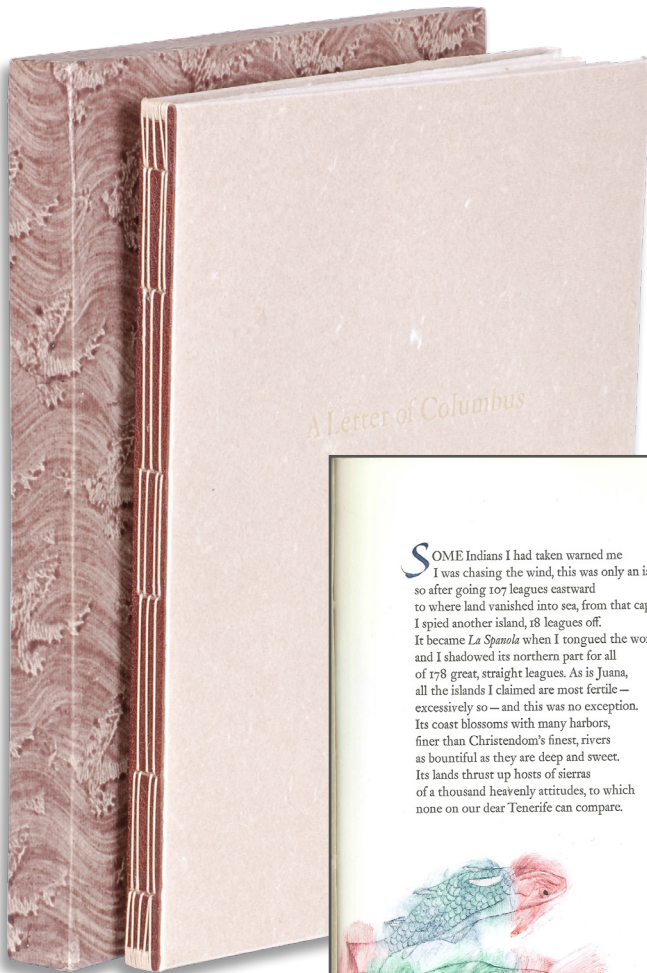 A Letter of Columbus
SOME Indians I had taken warned me
I was chasing the wind, this was only an
so after going 107 leagues eastward
to where land vanished into sea, from that
I spied another island, 18 leagues off.
It became La Spanola when I tongued the
and I shadowed its northern part for all
of 178 great, straight leagues. As is Juana,
all the islands I claimed are most fertile —
excessively so — and this was no exception.
Its coast blossoms with many harbors,
finer than Christendom's finest, rivers
as bountiful as they are deep and sweet.
Its lands thrust up hosts of sierras
of a thousand heavenly attitudes, to which
none on our dear Tenerife can compare.